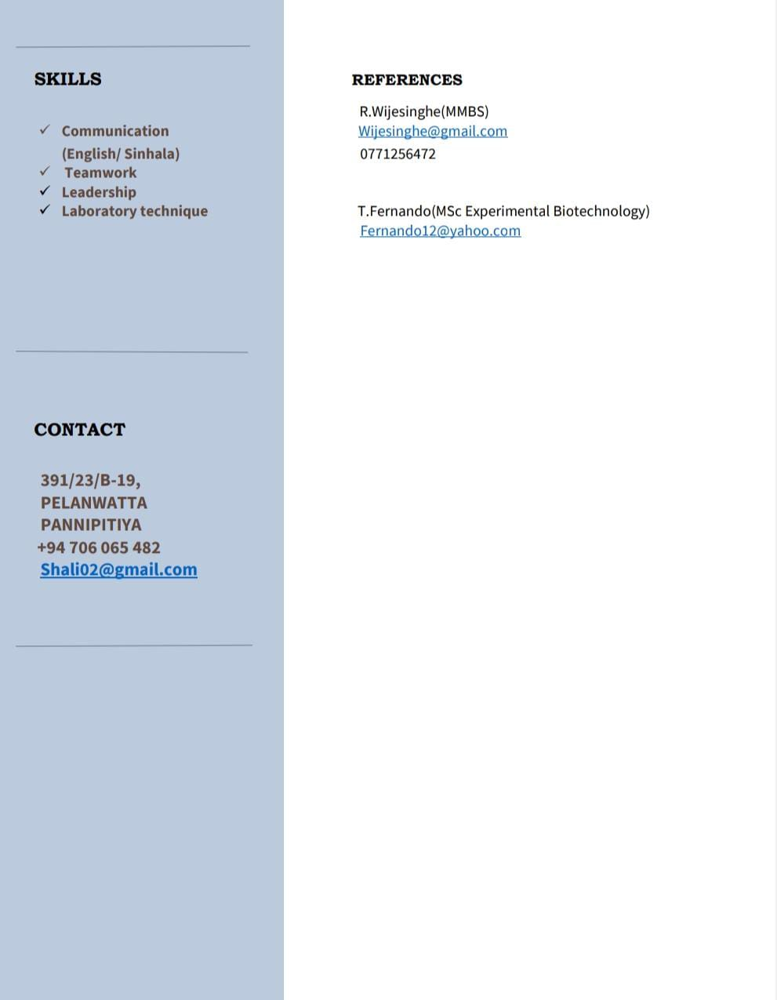 SKILLS
Communication
(English/ Sinhala)
Teamwork
Leadership
Laboratory technique
CONTACT
391/23/B-19,
PELANWATTA
PANNIPITIYA
+94 706 065 482
Shali02@gmail.com
REFERENCES
R.Wijesinghe(MMBS)
Wijesinghe@gmail.com
0771256472
T.Fernando(MSc Experimental Biotechnology)
Fernando12@yahoo.com